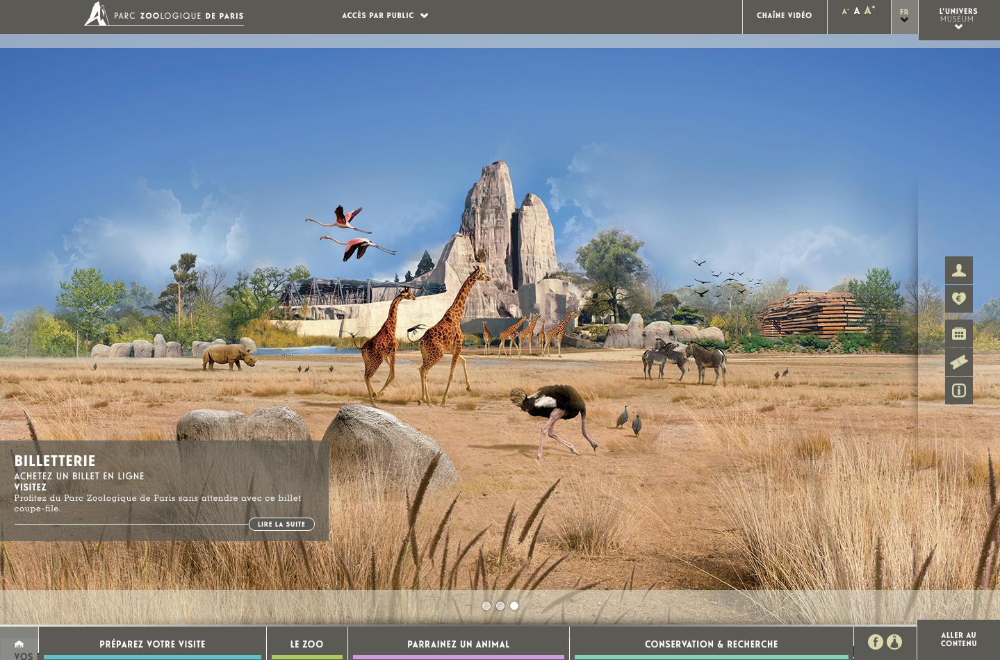 PARC ZOOLOGIQUE DE PARIS
ACCÈS PAR PUBLIC
CHAÎNE VIDÉO
A- A A+
FR
L'UNIVERS
MUSÉUM
BILLETTERIE
ACHETEZ UN BILLET EN LIGNE
VISITEZ
Profitez du Parc Zoologique de Paris sans attendre avec ce billet
coupe-file.
LIRE LA SUITE
PRÉPAREZ VOTRE VISITE
LE ZOO
PARRAINEZ UN ANIMAL
CONSERVATION & RECHERCHE
ALLER AU
CONTENU
VOS